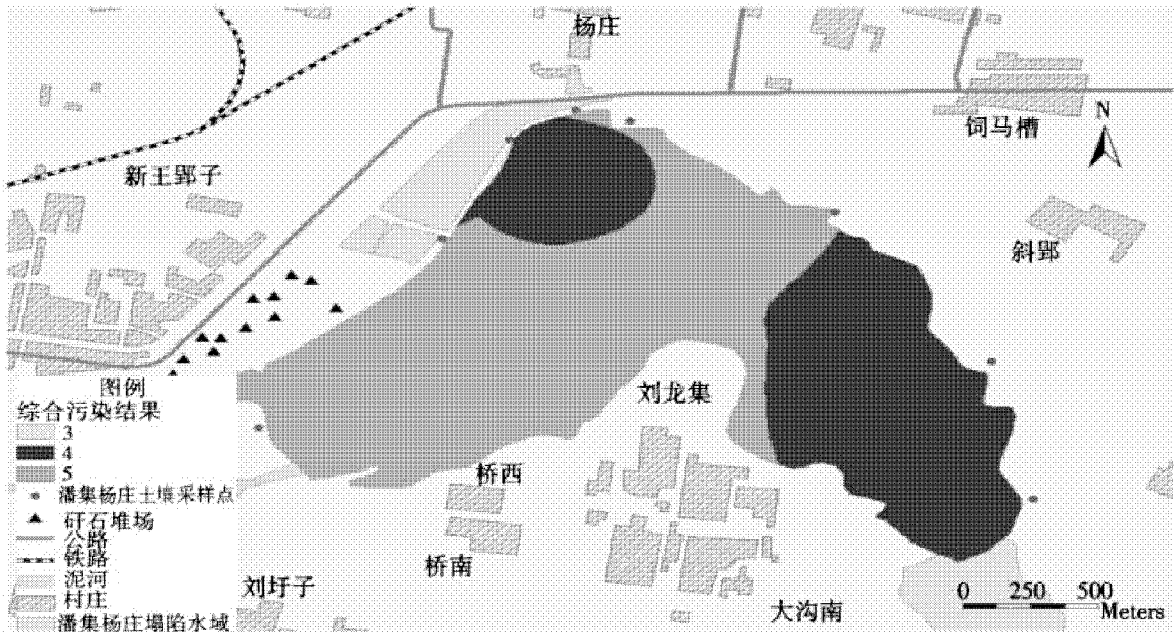 杨庄
饲马槽
N
新王郢子
斜郢
刘龙集
桥西
桥南
刘圩子
大沟南
图例
综合污染结果
3
4
5
潘集杨庄土壤采样点
矸石堆场
公路
铁路
泥河
村庄
潘集杨庄塌陷水域
0 250 500
Meters